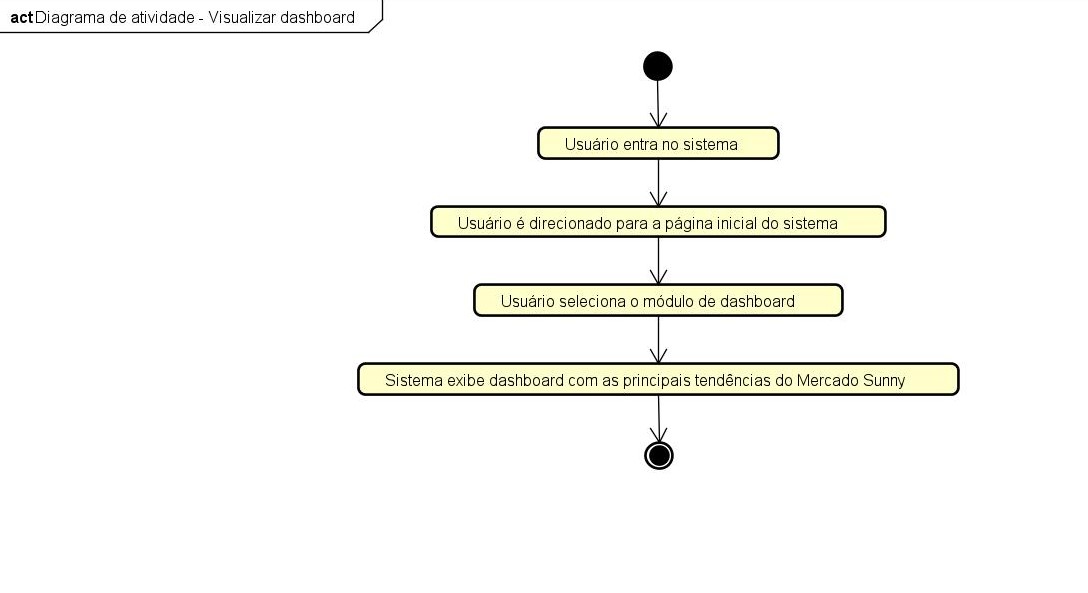 act Diagrama de atividade - Visualizar dashboard
Usuário entra no sistema
Usuário é direcionado para a página inicial do sistema
Usuário seleciona o módulo de dashboard
Sistema exibe dashboard com as principais tendências do Mercado Sunny